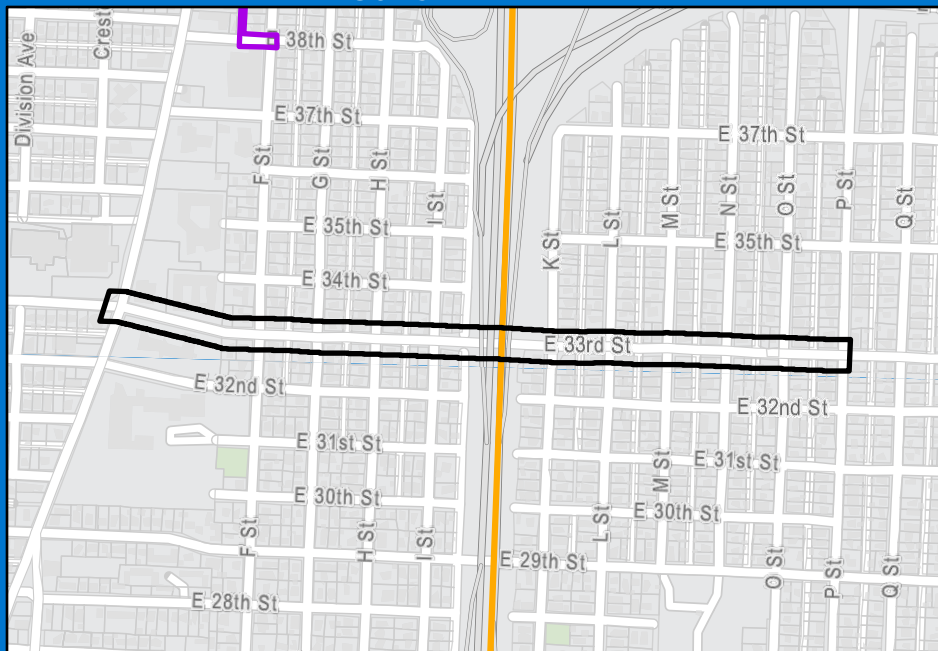 38th St
Crest
Division Ave
E 37th St
E 37th St
F St
G St
H St
I St
K St
L St
M St
N St
O St
P St
Q St
E 35th St
E 35th St
E 34th St
E 33rd St
E 32nd St
E 32nd St
E 31st St
E 31st St
M St
E 30th St
E 30th St
F St
H St
I St
L St
E 29th St
O St
P St
Q St
E 28th St